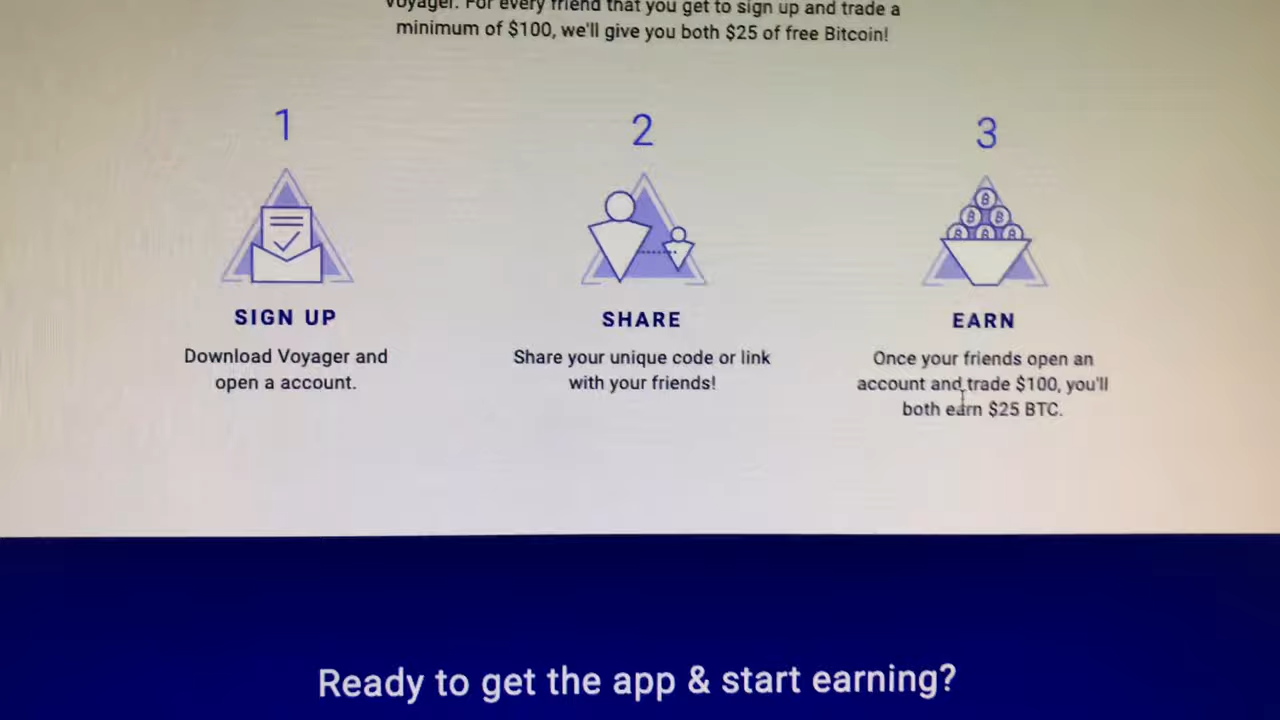 Voyager. For every friend that you get to sign up and trade a
minimum of $100, we'll give you both $25 of free Bitcoin!
1
2
3
SIGN UP
SHARE
EARN
Download Voyager and
open a account.
Share your unique code or link
with your friends!
Once your friends open an
account and trade $100, you'll
both earn $25 BTC.
Ready to get the app & start earning?